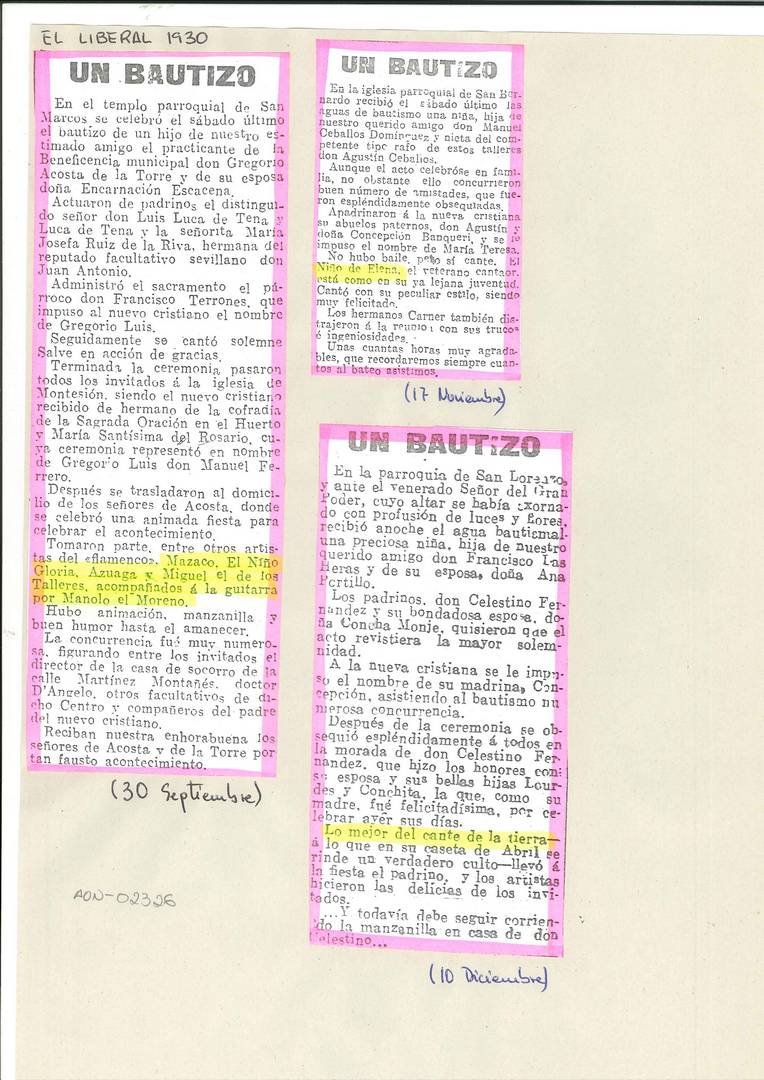 EL LIBERAL 1930
UN BAUTIZO
En el templo parroquial de San
Marcos se celebró el sábado último
el bautizo de un hijo de nuestro es-
timado amigo el practicante de la
Beneficencia municipal don Gregorio
Acosta de la Torre y de su esposa
doña Encarnación Escacena.
Actuaron de padrinos el distingui-
do señor don Luis Luca de Tena y
Luca de Tena y la señorita María
Josefa Ruiz de la Riva, hermana del
reputado facultativo sevillano don
Juan Antonio.
Administró el sacramento el pá-
rroco don Francisco Terrones, que
impuso al nuevo cristiano el nombre
de Gregorio Luis.
Seguidamente se cantó solemne
Salve en acción de gracias.
Terminada la ceremonia pasaron
todos los invitados á la iglesia de
Montesión, siendo el nuevo cristiano
recibido de hermano de la cofradía
de la Sagrada Oración en el Huerto
y María Santísima del Rosario, cu-
ya ceremonia representó en nombre
de Gregorio Luis don Manuel Fe-
rrero.
Después se trasladaron al domici-
lio de los señores de Acosta, donde
se celebró una animada fiesta para
celebrar el acontecimiento.
Tomaron parte, entre otros artis-
tas del «flamenco», Mazaco, El Niño
Gloria, Azuaga y Miguel el de los
Talleres, acompañados á la guitarra
por Manolo el Moreno.
Hubo animación, manzanilla y
buen humor hasta el amanecer.
La concurrencia fué muy numero-
sa, figurando entre los invitados el
director de la casa de socorro de la
calle Martínez Montañés, doctor
D'Angelo, otros facultativos de di-
cho Centro y compañeros del padre
del nuevo cristiano.
Reciban nuestra enhorabuena los
señores de Acosta y de la Torre por
tan fausto acontecimiento.
(30 Septiembre)
AON-02326
UN BAUTIZO
En la iglesia parroquial de San Ber-
nardo recibió el sábado último las
aguas de bautismo una niña, hija de
nuestro querido amigo don Manuel
Ceballos Domínguez y nieta del com-
petente tipógrafo de estos talleres
don Agustín Ceballos.
Aunque el acto celebróse en fami-
lia, no obstante ello concurrieron
buen número de amistades, que fue-
ron espléndidamente obsequiadas.
Apadrinaron á la nueva cristiana
su abuelos paternos, don Agustín y
doña Concepción Banqueri, y se le
impuso el nombre de María Teresa.
No hubo baile, pero sí cante. El
Niño de Elena, el veterano cantaor,
está como en su ya lejana juventud.
Cantó con su peculiar estilo, siendo
muy felicitado.
Los hermanos Carner también dis-
trajeron á la reunión con sus trucos
é ingeniosidades.
Unas cuantas horas muy agrada-
bles, que recordaremos siempre cuan-
tos al bateo asistimos.
(17 Noviembre)
UN BAUTIZO
En la parroquia de San Lorenzo,
y ante el venerado Señor del Gran
Poder, cuyo altar se había exorna-
do con profusión de luces y flores,
recibió anoche el agua bautismal
una preciosa niña, hija de nuestro
querido amigo don Francisco Las
Heras y de su esposa, doña Ana
Portillo.
Los padrinos, don Celestino Fer-
nández y su bondadosa esposa, do-
ña Concha Monje, quisieron que el
acto revistiera la mayor solem-
nidad.
A la nueva cristiana se le impu-
so el nombre de su madrina, Con-
cepción, asistiendo al bautismo nu
merosa concurrencia.
Después de la ceremonia se ob-
sequió espléndidamente á todos en
la morada de don Celestino Fer-
nández, que hizo los honores con
su esposa y sus bellas hijas Lour-
des y Conchita, la que, como su
madre, fué felicitadísima, por ce-
lebrar ayer sus días.
Lo mejor del cante de la tierra—
á lo que en su caseta de Abril se
rinde un verdadero culto—llevó á
la fiesta el padrino, y los artistas
hicieron las delicias de los invi-
tados.
...Y todavía debe seguir corrien-
do la manzanilla en casa de don
Celestino...
(10 Diciembre)